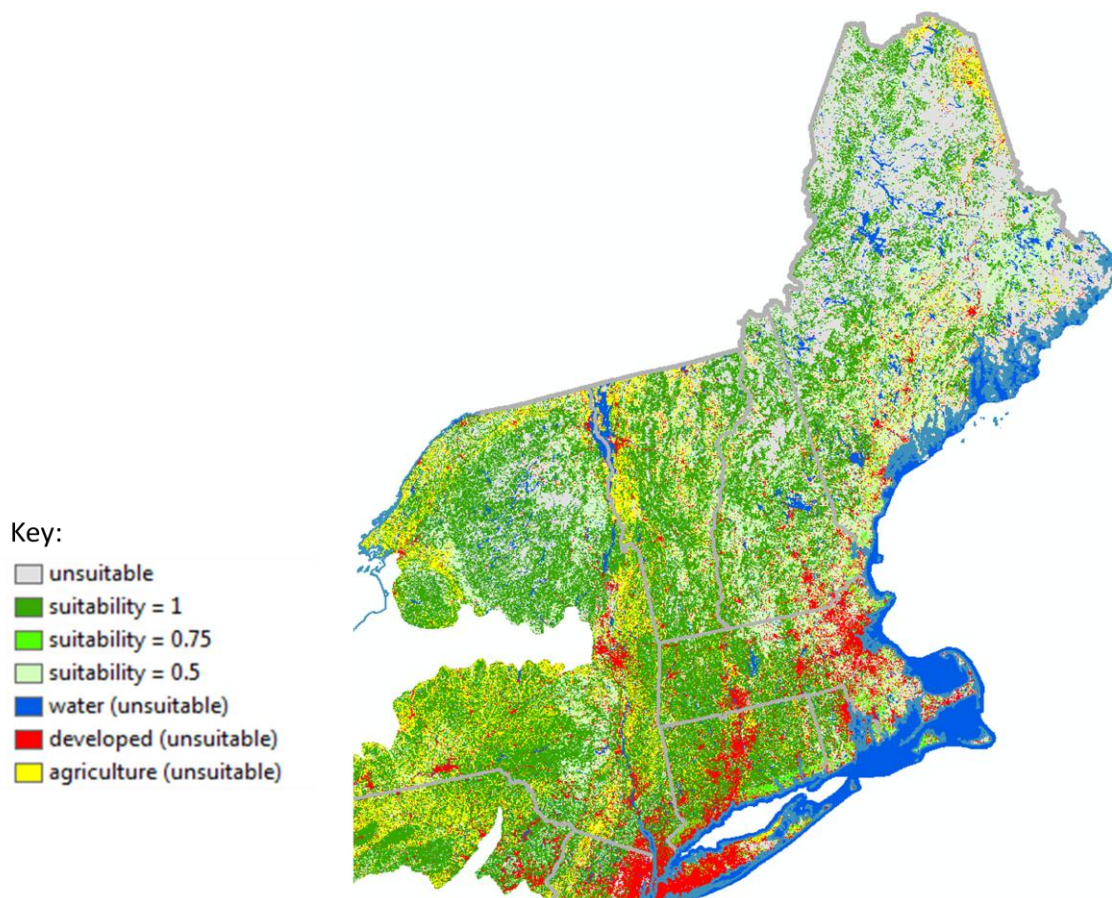 Key:
unsuitable
suitability = 1
suitability = 0.75
suitability = 0.5
water (unsuitable)
developed (unsuitable)
agriculture (unsuitable)